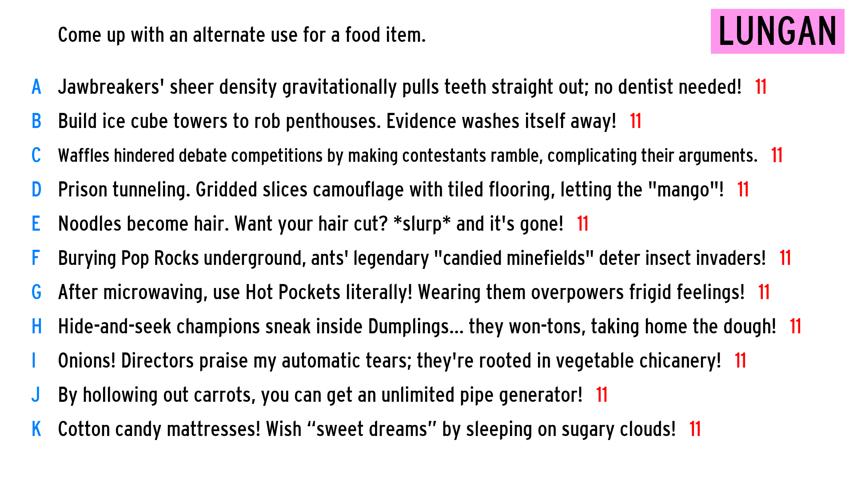 Come up with an alternate use for a food item.
LUNGAN
A Jawbreakers' sheer density gravitationally pulls teeth straight out; no dentist needed! 11
B Build ice cube towers to rob penthouses. Evidence washes itself away! 11
C Waffles hindered debate competitions by making contestants ramble, complicating their arguments. 11
D Prison tunneling. Gridded slices camouflage with tiled flooring, letting the "mango"! 11
E Noodles become hair. Want your hair cut? *slurp* and it's gone! 11
F Burying Pop Rocks underground, ants' legendary "candied minefields" deter insect invaders! 11
G After microwaving, use Hot Pockets literally! Wearing them overpowers frigid feelings! 11
H Hide-and-seek champions sneak inside Dumplings... they won-tons, taking home the dough! 11
I Onions! Directors praise my automatic tears; they're rooted in vegetable chicanery! 11
J By hollowing out carrots, you can get an unlimited pipe generator! 11
K Cotton candy mattresses! Wish “sweet dreams” by sleeping on sugary clouds! 11